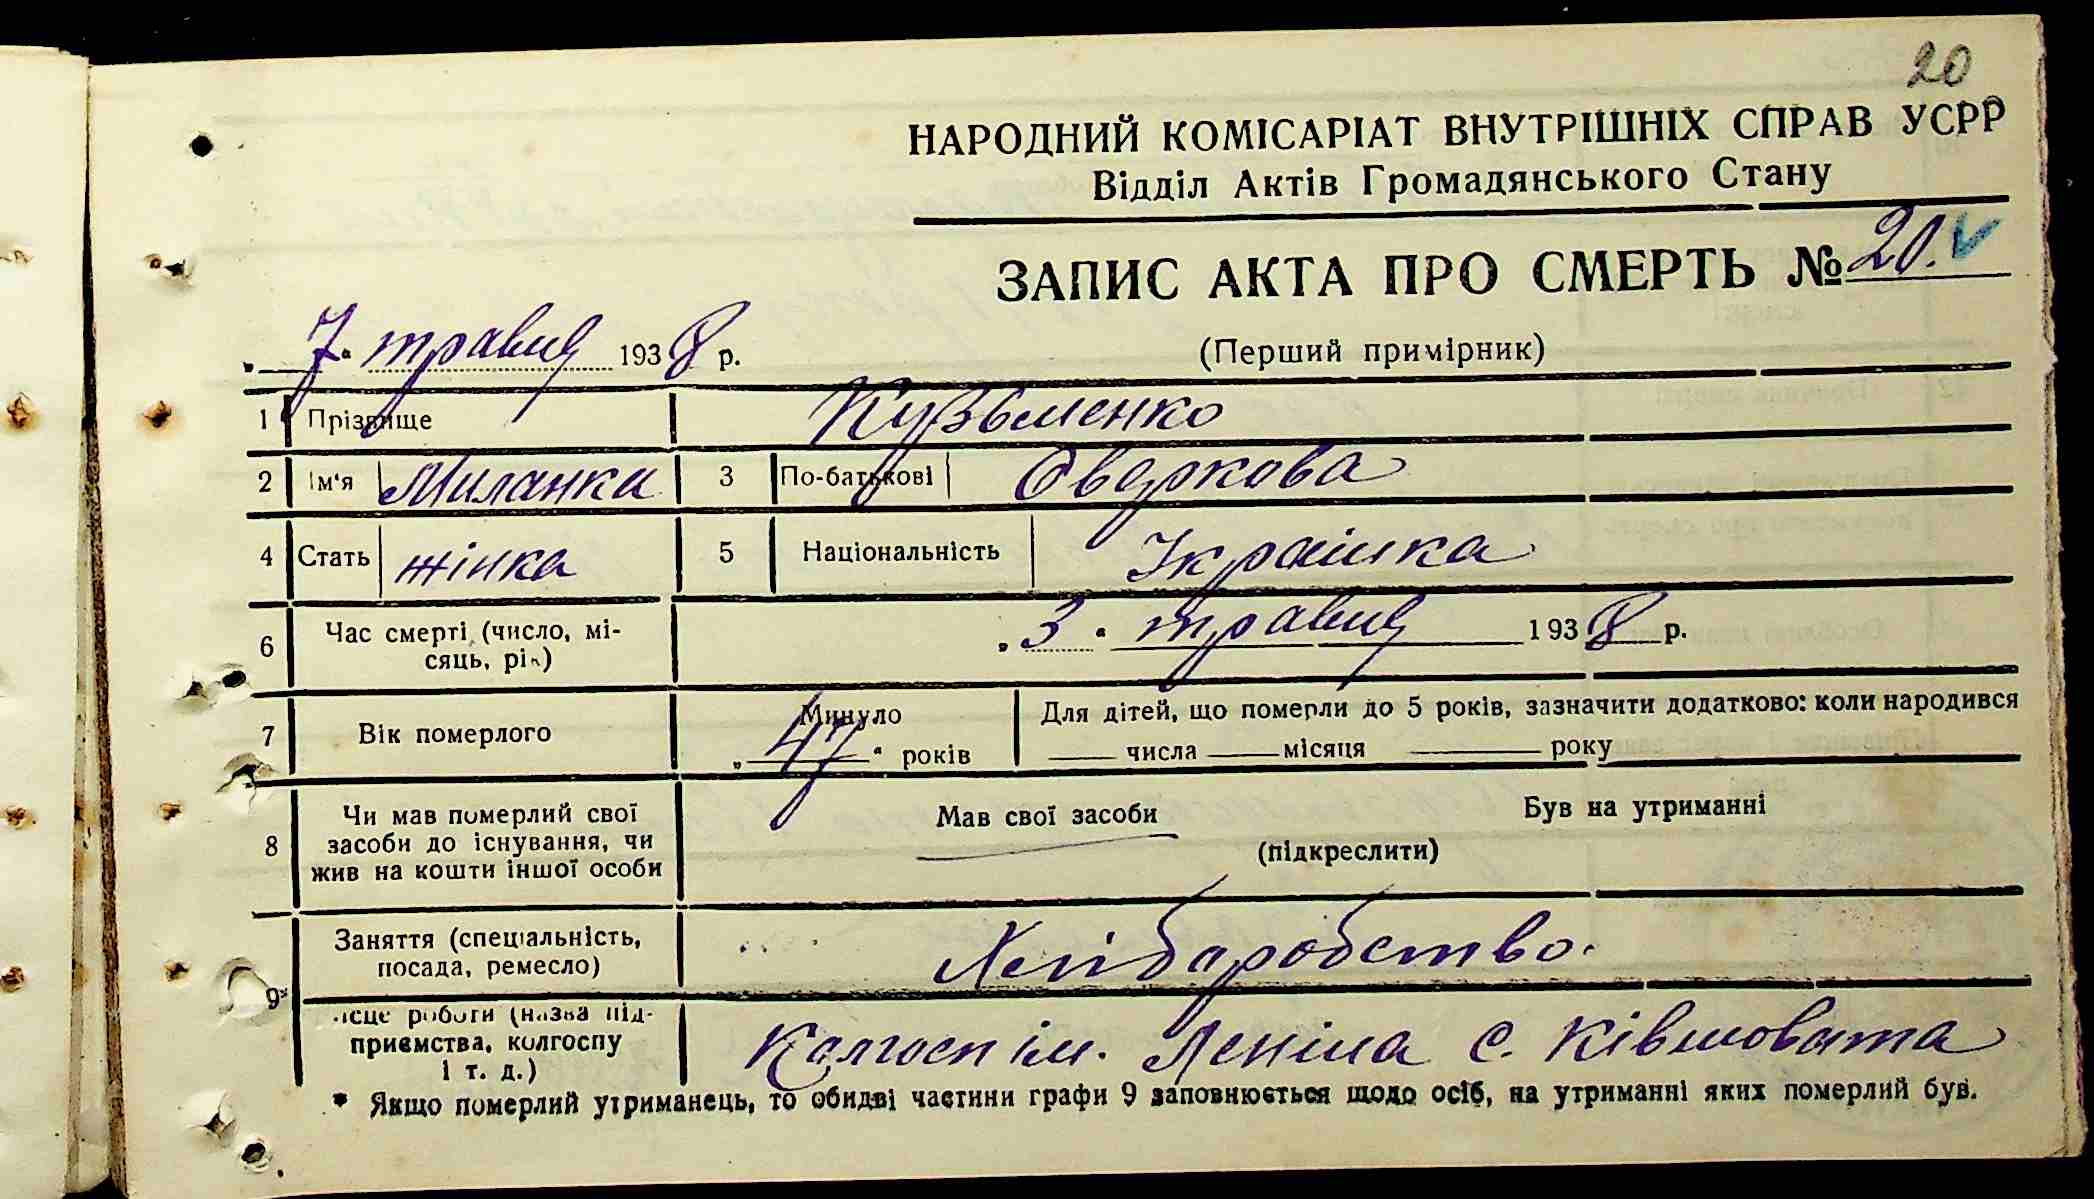 20
НАРОДНИЙ КОМІСАРІАТ ВНУТРІШНІХ СПРАВ УСРР
Відділ Актів Громадянського Стану
ЗАПИС АКТА ПРО СМЕРТЬ № 20.
„ 7 “ травня 1938 р.
(Перший примірник)
1 Прізвище Кузьменко
2 Ім'я Миланка 3 По-батькові Оверкова
4 Стать жінка 5 Національність Українка
6 Час смерті (число, мі-
сяць, рік) „ 3 “ травня 1938 р.
7 Вік померлого Минуло „ 47 “ років
Для дітей, що померли до 5 років, зазначити додатково: коли народився
числа місяця року
8 Чи мав померлий свої
засоби до існування, чи
жив на кошти іншої особи
Мав свої засоби Був на утриманні
(підкреслити)
9* Заняття (спеціальність,
посада, ремесло) Хлібаробство.
Місце роботи (назва під-
приємства, колгоспу
і т. д.) Колгосп ім. Леніна с. Ківшовата
* Якщо померлий утриманець, то обидві частини графи 9 заповнюється щодо осіб, на утриманні яких померлий був.